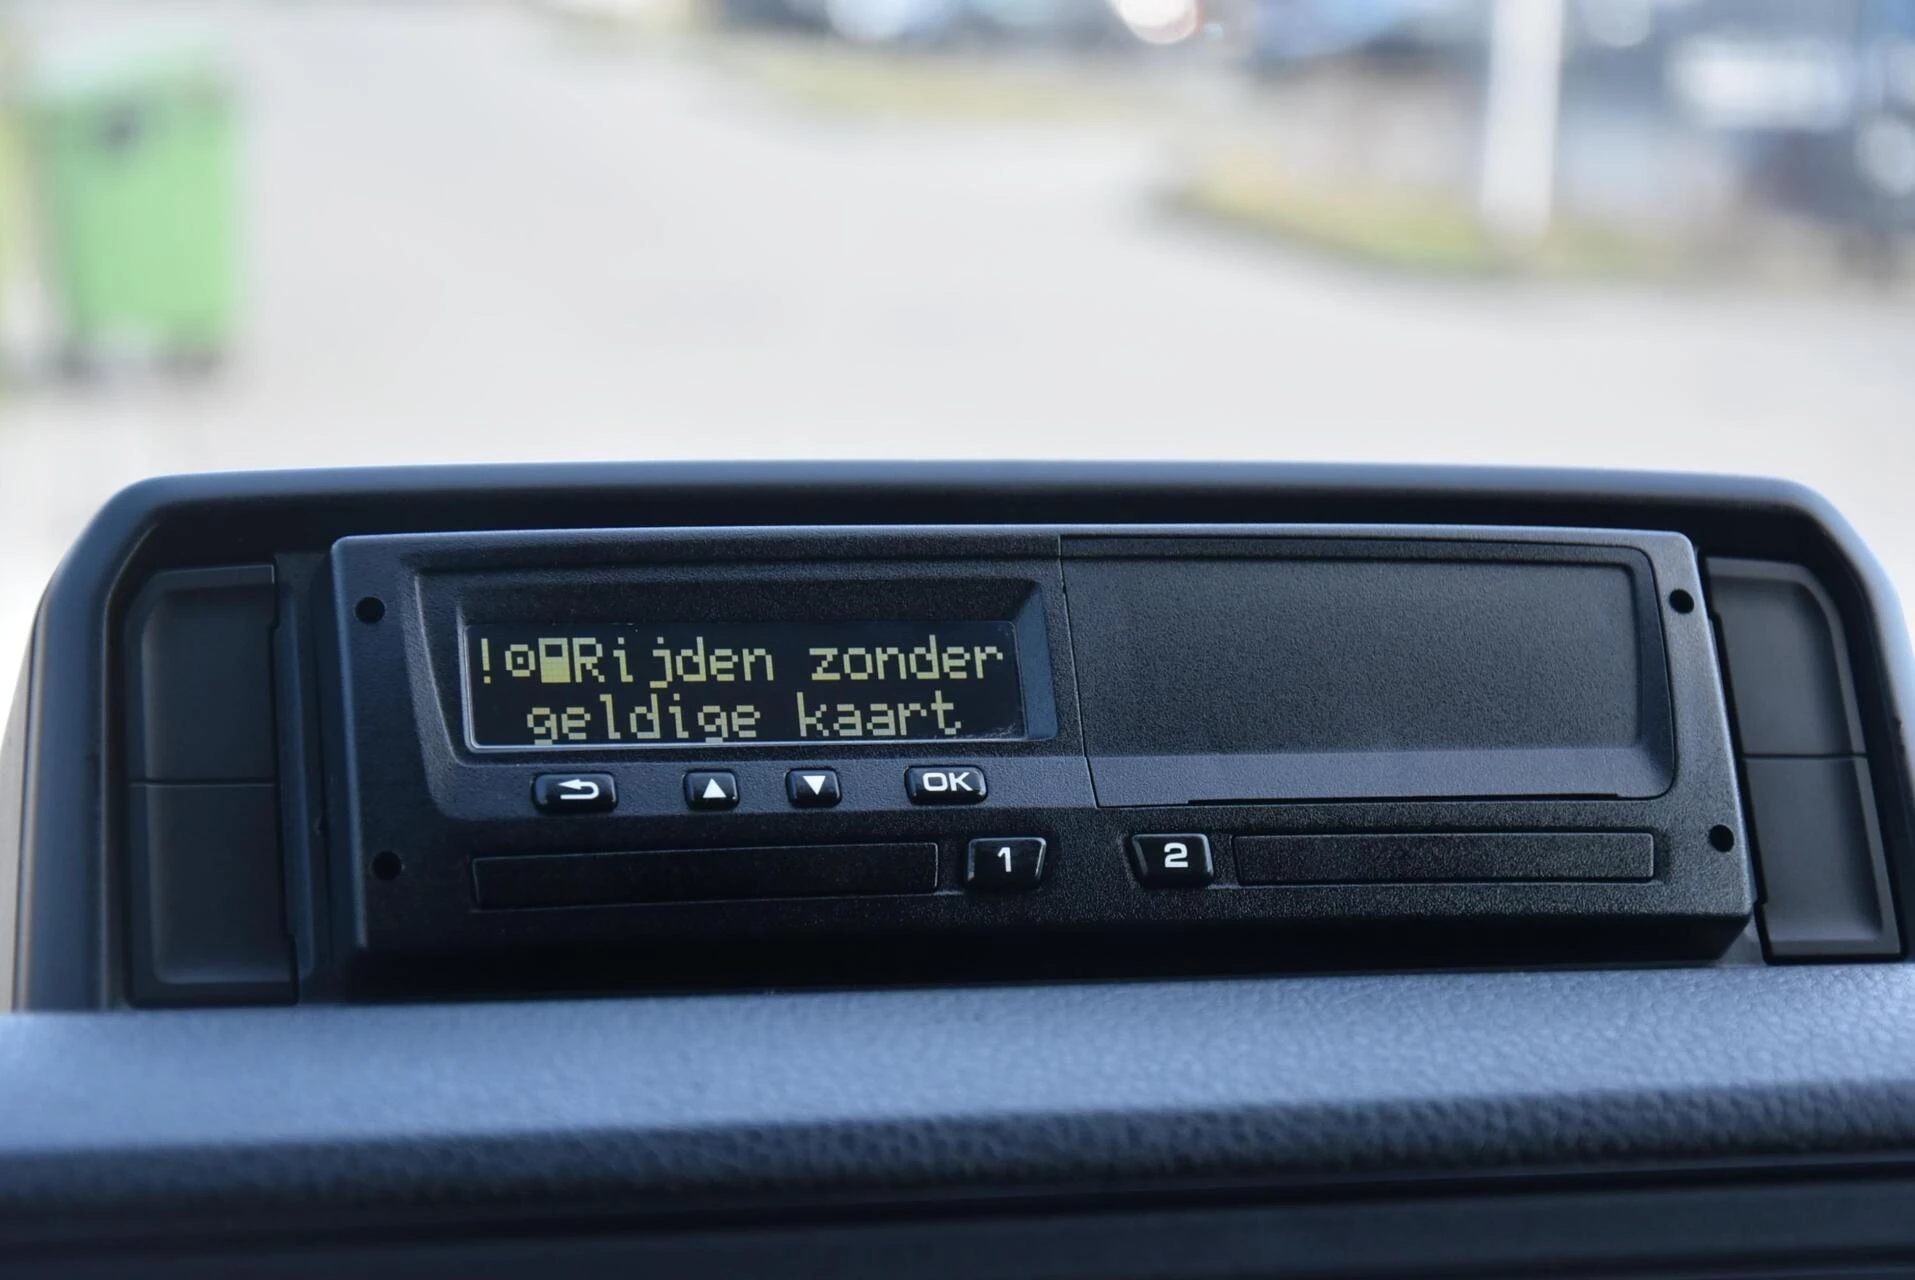 !⊙Rijden zonder
geldige kaart
OK
1 2